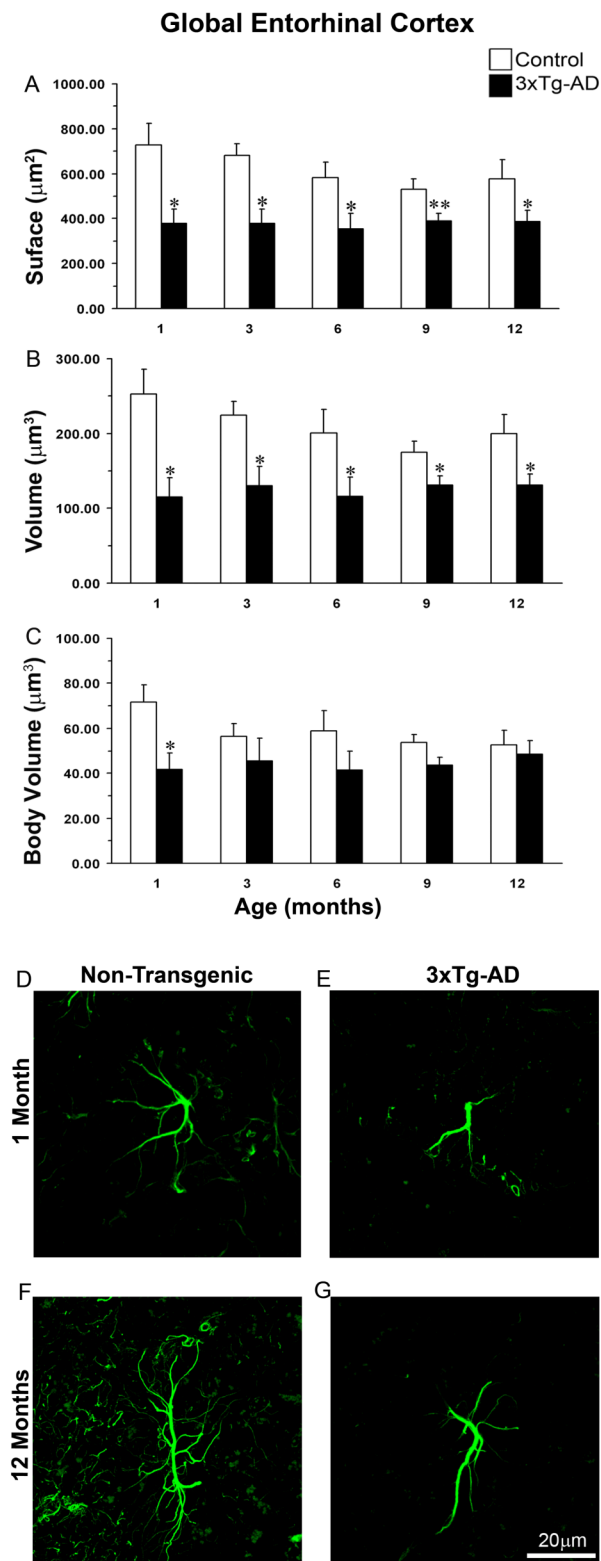 Global Entorhinal Cortex
Control
3xTg-AD
A
Suface (μm²)
1000.00
800.00
600.00
400.00
200.00
0.00
* * * ** *
1 3 6 9 12
B
Volume (μm³)
300.00
200.00
100.00
0.00
* * * * *
1 3 6 9 12
C
Body Volume (μm³)
100.00
80.00
60.00
40.00
20.00
0.00
*
1 3 6 9 12
Age (months)
D Non-Transgenic E 3xTg-AD
1 Month
F G
12 Months
20μm